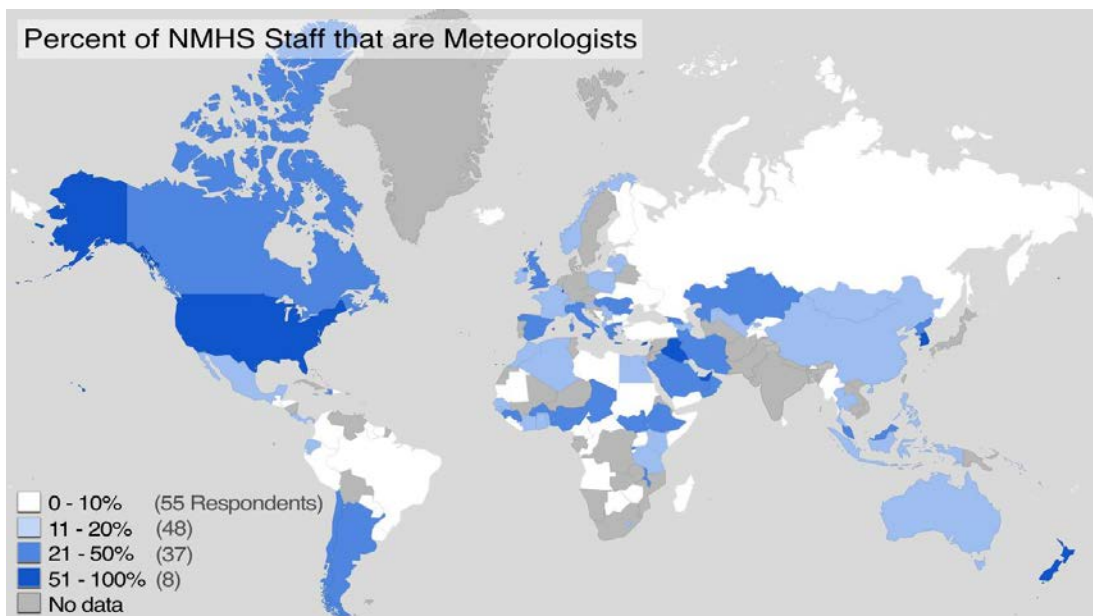 Percent of NMHS Staff that are Meteorologists
0 - 10% (55 Respondents)
11 - 20% (48)
21 - 50% (37)
51 - 100% (8)
No data